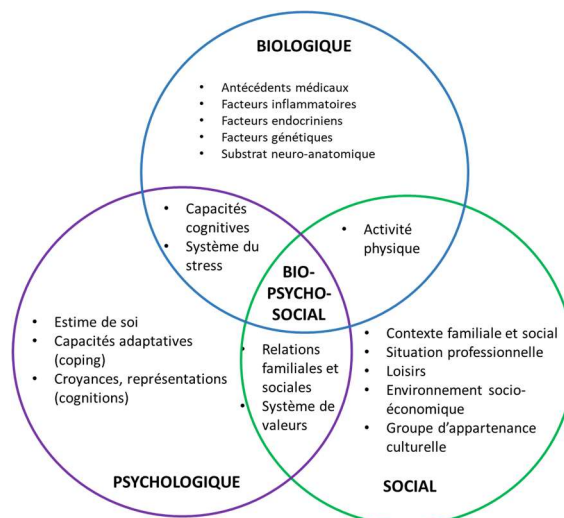 BIOLOGIQUE
• Antécédents médicaux
• Facteurs inflammatoires
• Facteurs endocriniens
• Facteurs génétiques
• Substrat neuro-anatomique
• Capacités
cognitives
• Système du
stress
• Activité
physique
BIO-
PSYCHO-
SOCIAL
• Estime de soi
• Capacités adaptatives
(coping)
• Croyances, représentations
(cognitions)
• Relations
familiales et
sociales
• Système de
valeurs
• Contexte familiale et social
• Situation professionnelle
• Loisirs
• Environnement socio-
économique
• Groupe d’appartenance
culturelle
PSYCHOLOGIQUE
SOCIAL